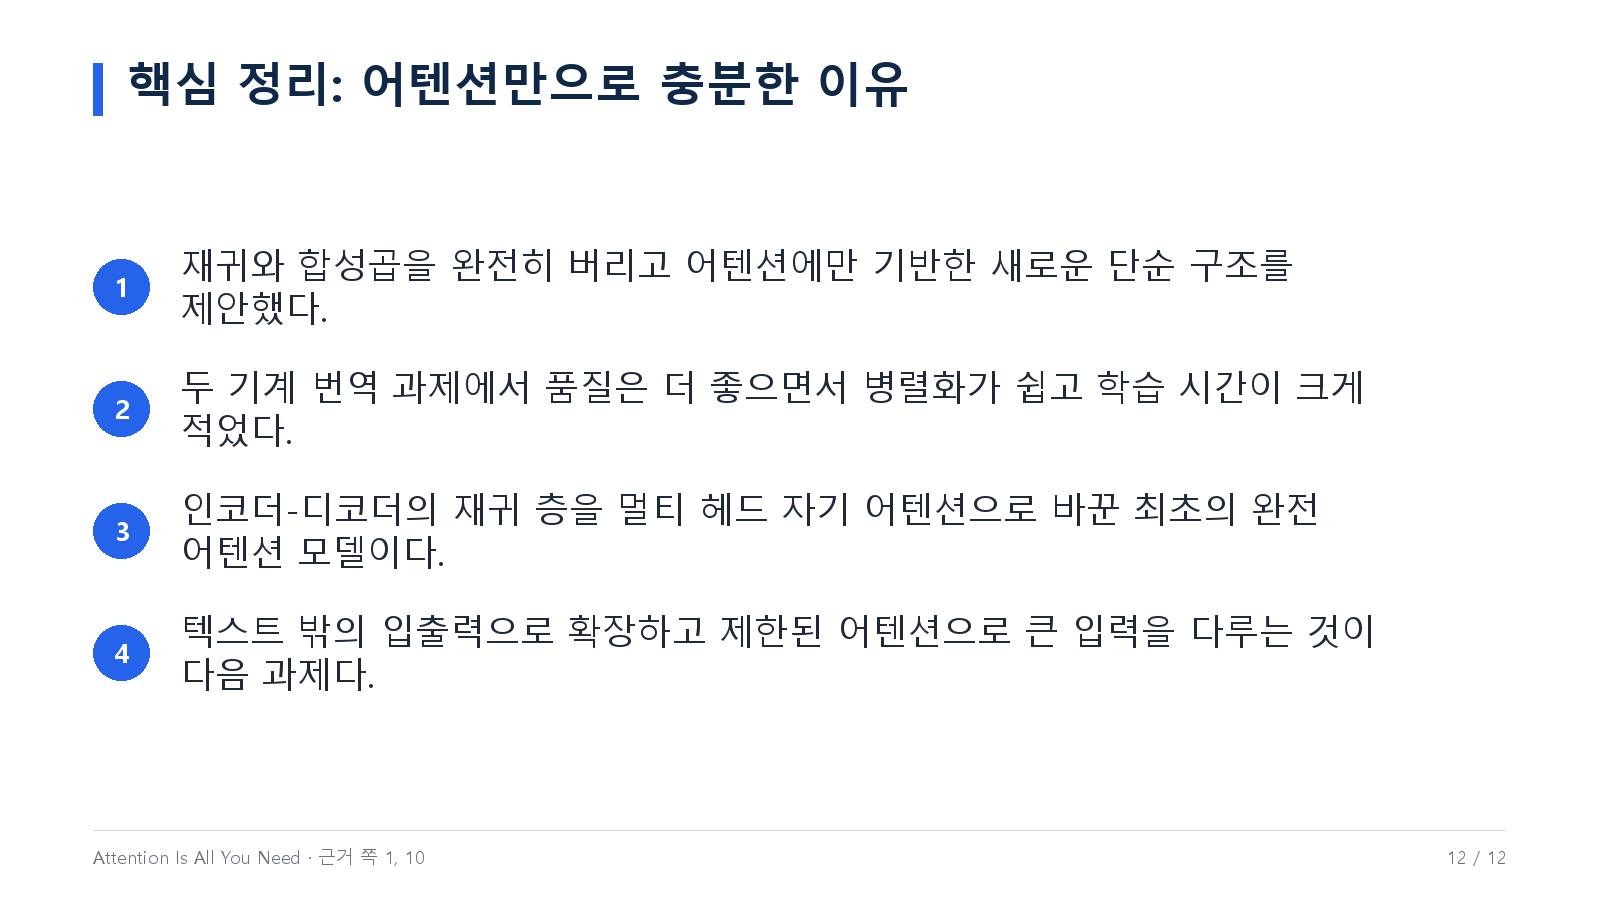 핵심 정리: 어텐션만으로 충분한 이유
1
재귀와 합성곱을 완전히 버리고 어텐션에만 기반한 새로운 단순 구조를
제안했다.
2
두 기계 번역 과제에서 품질은 더 좋으면서 병렬화가 쉽고 학습 시간이 크게
적었다.
3
인코더-디코더의 재귀 층을 멀티 헤드 자기 어텐션으로 바꾼 최초의 완전
어텐션 모델이다.
4
텍스트 밖의 입출력으로 확장하고 제한된 어텐션으로 큰 입력을 다루는 것이
다음 과제다.
Attention Is All You Need · 근거 쪽 1, 10
12 / 12